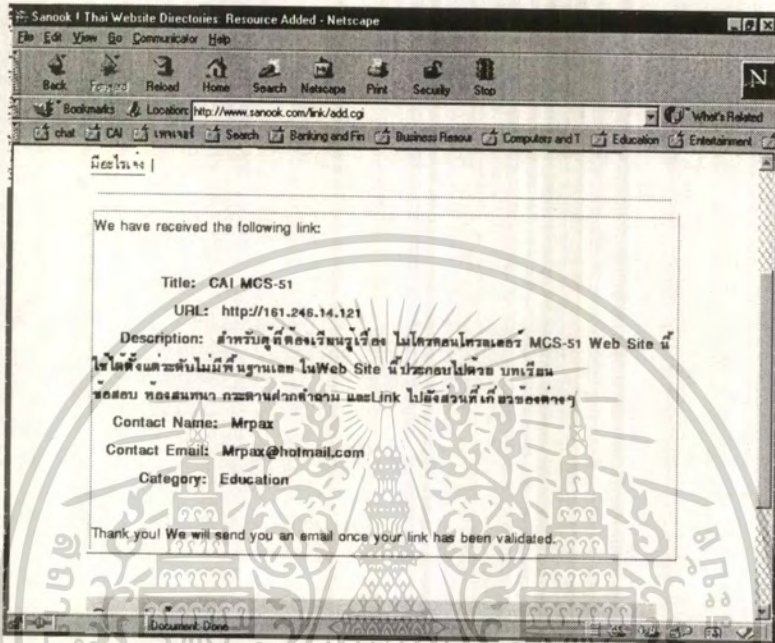 Sanook ! Thai Website Directories: Resource Added - Netscape
File Edit View Go Communicator Help
Back Forward Reload Home Search Netscape Print Security Stop
Bookmarks Location: http://www.sanook.com/link/add.cgi What's Related
chat CAI Search Banking and Fin Business Resour Computers and T Education Entertainment
We have received the following link:
Title: CAI MCS-51
URL: http://161.246.14.121
Description: สำหรับผู้ที่ต้องเรียนรู้เรื่อง ไมโครคอนโทรลเลอร์ MCS-51 Web Site นี้
ใช้ได้ตั้งแต่ระดับไม่มีพื้นฐานเลย ในWeb Site นี้ประกอบไปด้วย บทเรียน
ข้อสอบ ห้องสนทนา กระดานฝากคำถาม และLink ไปยังส่วนที่เกี่ยวข้องต่างๆ
Contact Name: Mrpax
Contact Email: Mrpax@hotmail.com
Category: Education
Thank you! We will send you an email once your link has been validated.
Document: Done